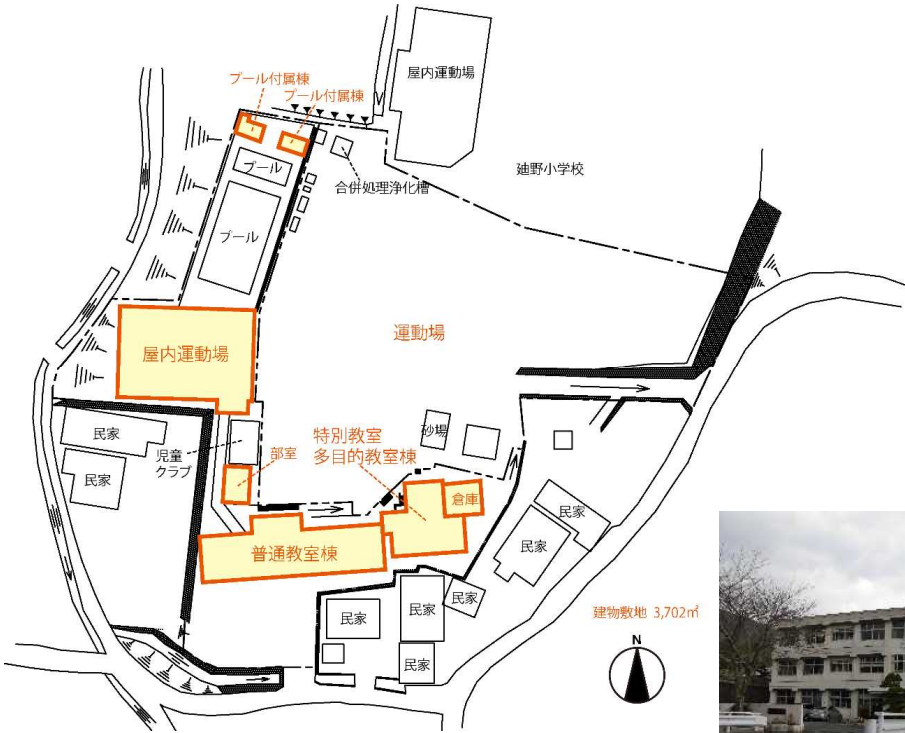 屋内運動場
プール付属棟
プール付属棟
プール
合併処理浄化槽
廸野小学校
プール
運動場
屋内運動場
民家
児童
クラブ
部室
特別教室
多目的教室棟
砂場
倉庫
民家
民家
民家
普通教室棟
民家
民家
民家
民家
建物敷地 3,702㎡
N